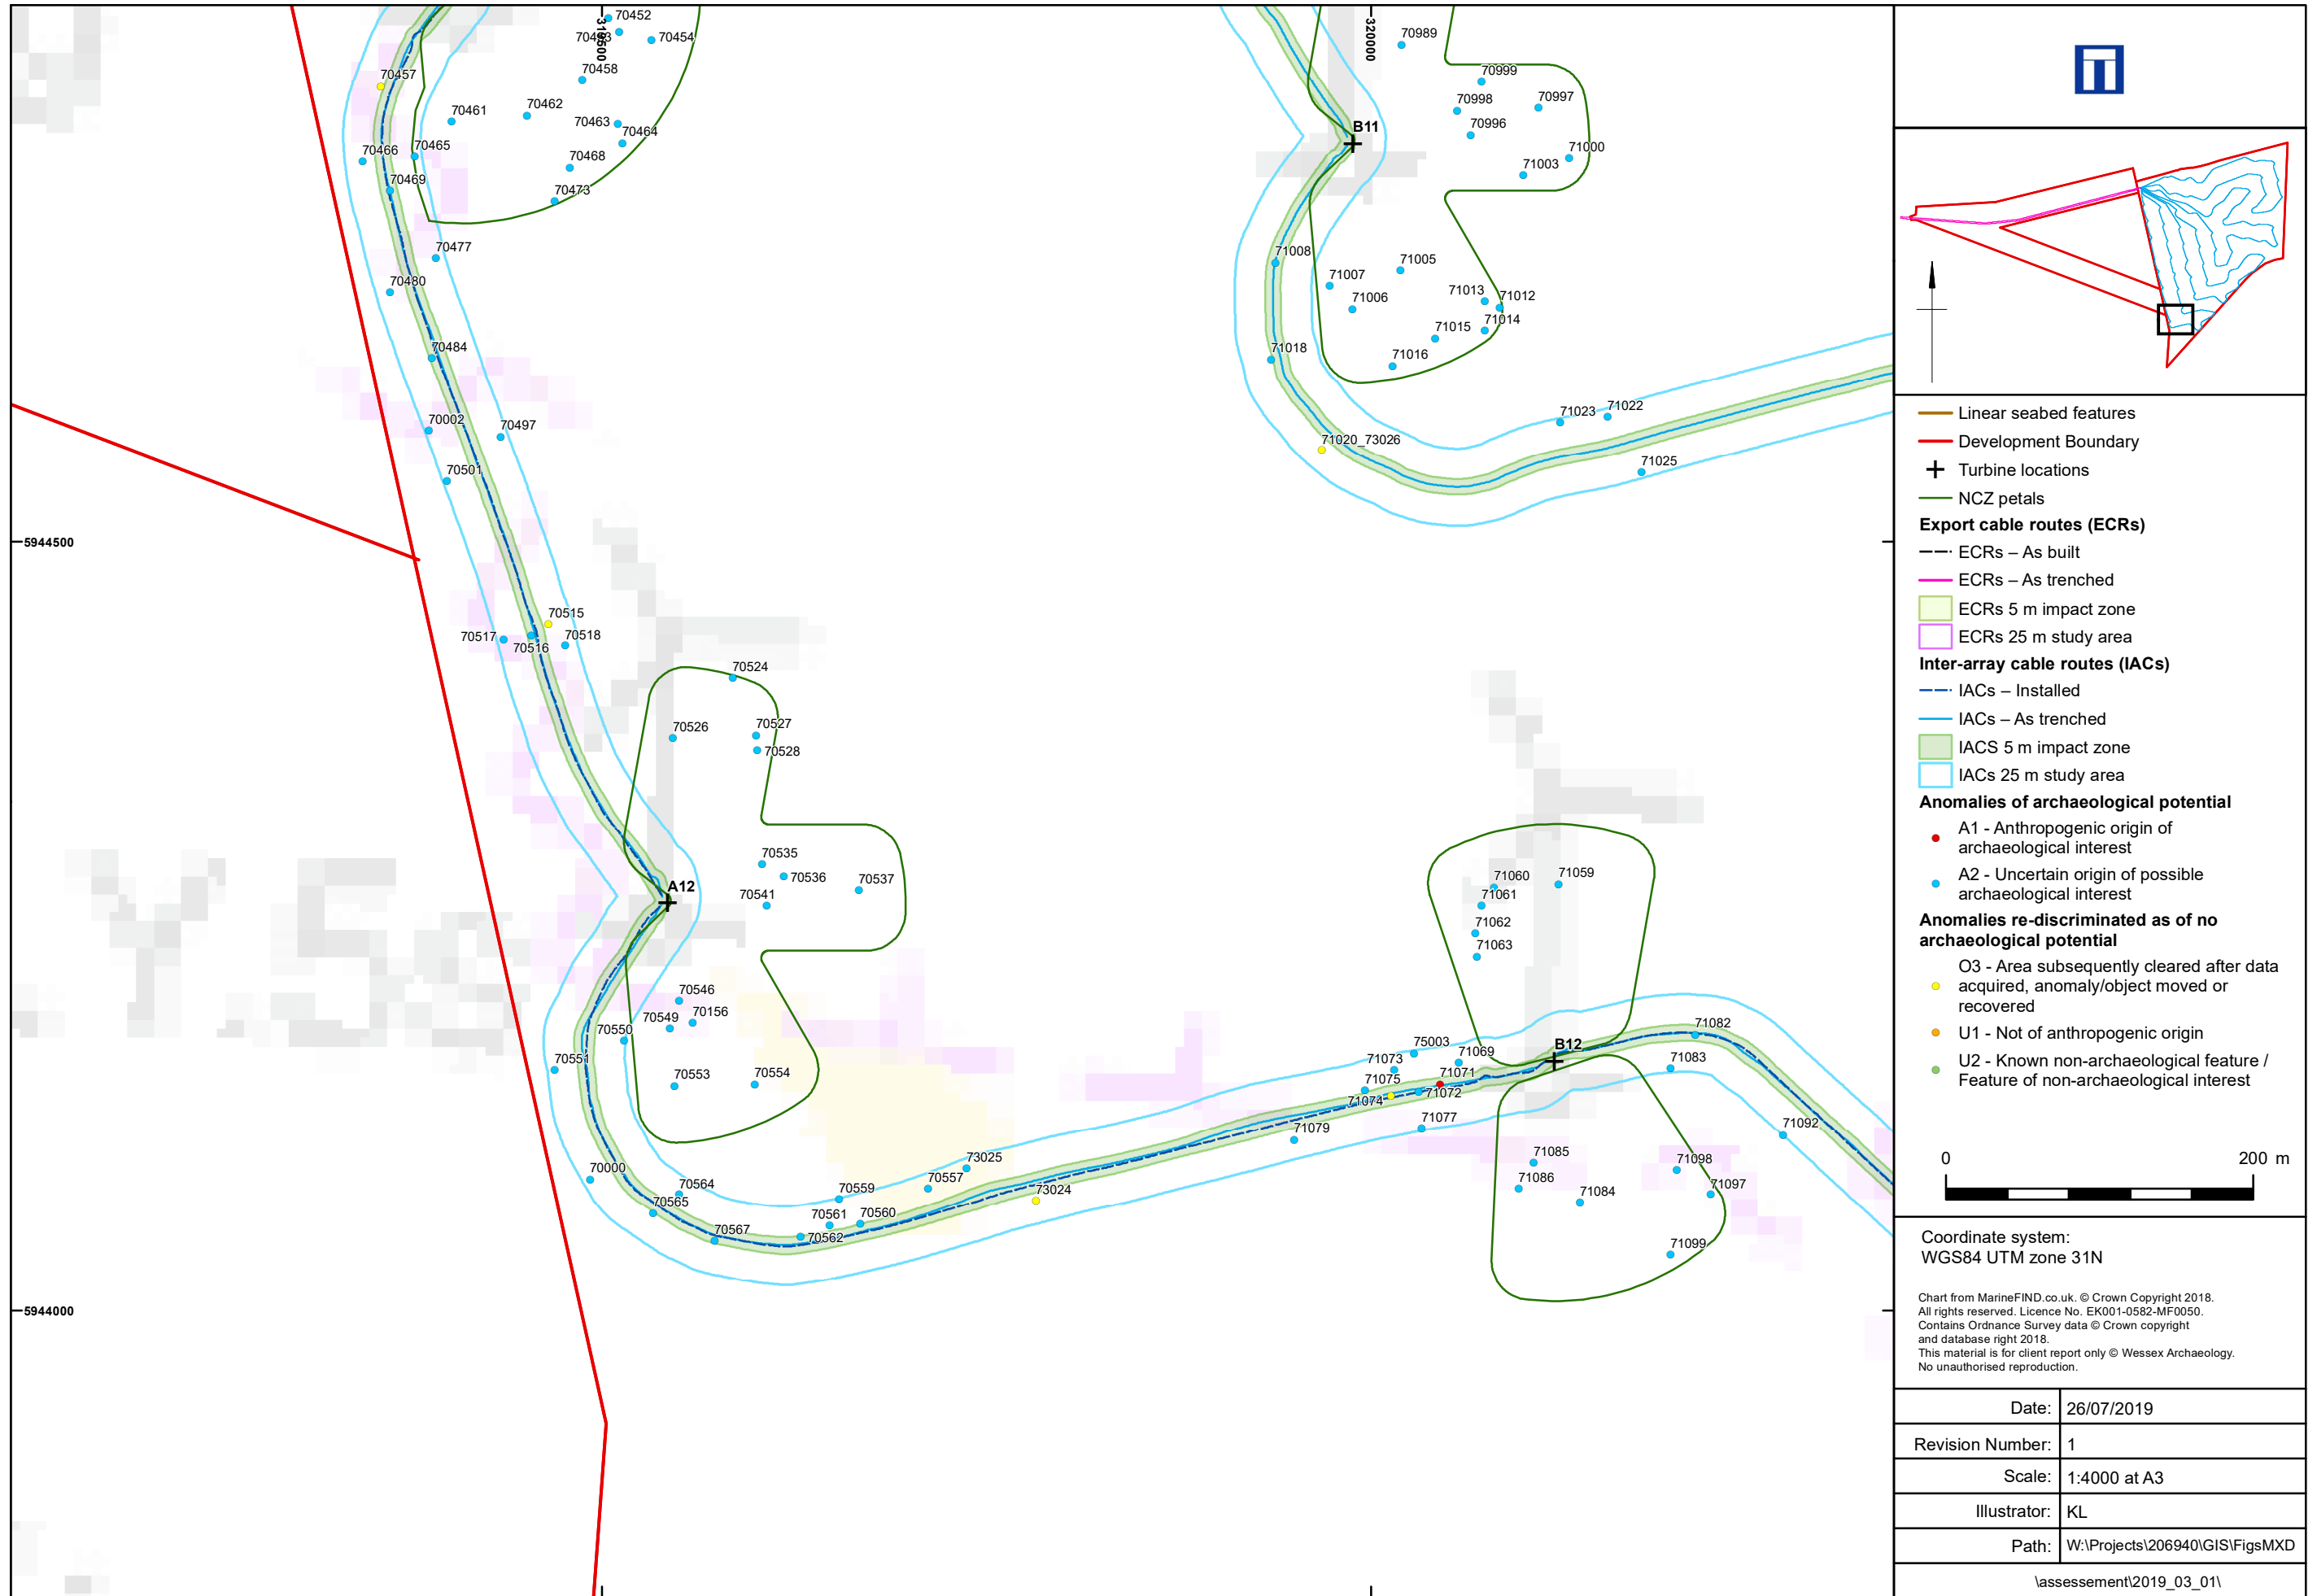 70452
70453
70454
319500
70457
70458
70461
70462
70463
70464
70465
70466
70468
70469
70473
70477
70480
70484
70002
70497
70501
320000
70989
70999
70998
70997
70996
B11
71000
71003
71008
71005
71007
71006
71013
71012
71014
71015
71016
71018
71023
71022
71020_73026
71025
5944500
70515
70517
70516
70518
70524
70526
70527
70528
70535
70536
70537
A12
70541
70546
70549
70156
70550
70551
70553
70554
71060
71059
71061
71062
71063
75003
71073
71069
B12
71082
71083
71075
71071
71074
71072
71077
71079
71092
71085
71086
71084
71098
71097
71099
70000
70564
70565
70567
70559
70557
73025
73024
70561
70560
70562
5944000
Linear seabed features
Development Boundary
Turbine locations
NCZ petals
Export cable routes (ECRs)
ECRs – As built
ECRs – As trenched
ECRs 5 m impact zone
ECRs 25 m study area
Inter-array cable routes (IACs)
IACs – Installed
IACs – As trenched
IACS 5 m impact zone
IACs 25 m study area
Anomalies of archaeological potential
A1 - Anthropogenic origin of
archaeological interest
A2 - Uncertain origin of possible
archaeological interest
Anomalies re-discriminated as of no
archaeological potential
O3 - Area subsequently cleared after data
acquired, anomaly/object moved or
recovered
U1 - Not of anthropogenic origin
U2 - Known non-archaeological feature /
Feature of non-archaeological interest
0 200 m
Coordinate system:
WGS84 UTM zone 31N
Chart from MarineFIND.co.uk. © Crown Copyright 2018.
All rights reserved. Licence No. EK001-0582-MF0050.
Contains Ordnance Survey data © Crown copyright
and database right 2018.
This material is for client report only © Wessex Archaeology.
No unauthorised reproduction.
Date: 26/07/2019
Revision Number: 1
Scale: 1:4000 at A3
Illustrator: KL
Path: W:\Projects\206940\GIS\FigsMXD
\assessement\2019_03_01\